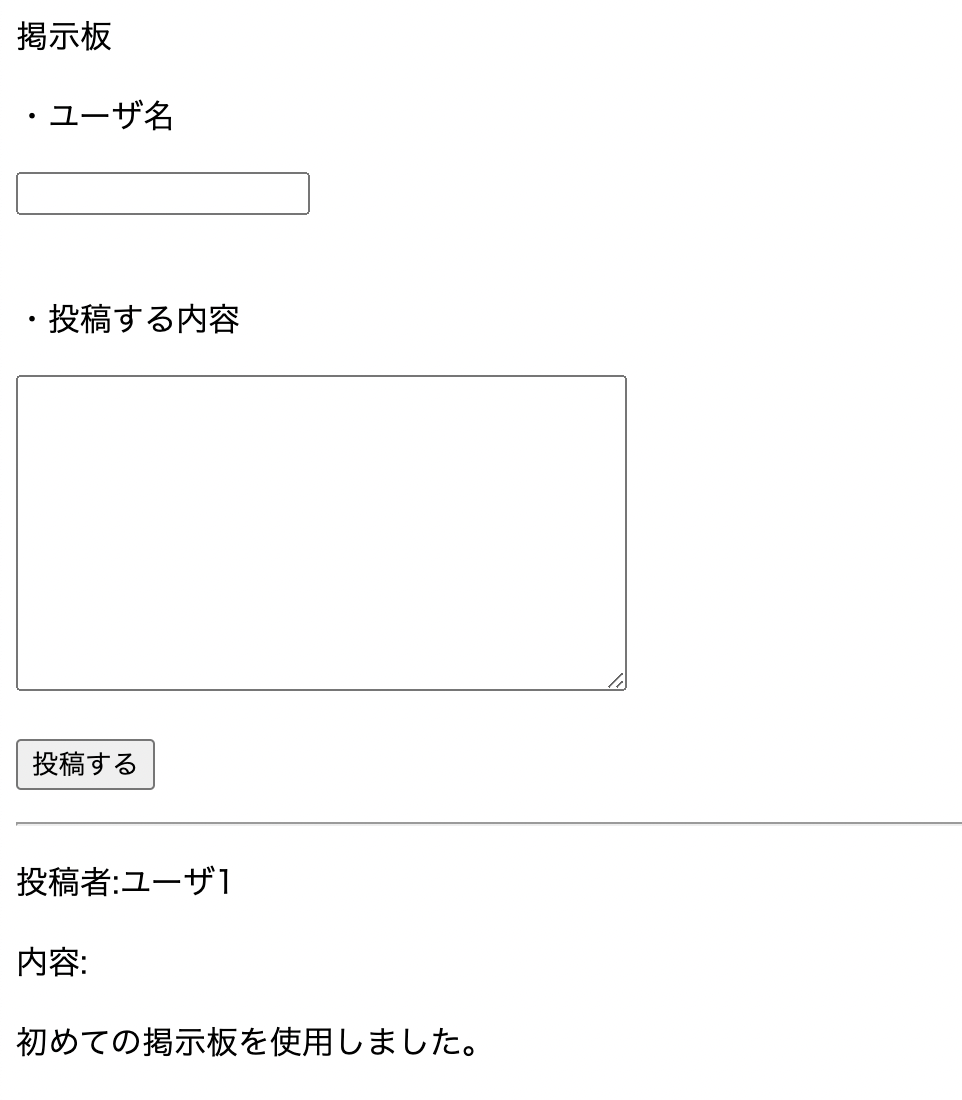 掲示板
・ユーザ名
・投稿する内容
投稿する
投稿者:ユーザ1
内容:
初めての掲示板を使用しました。